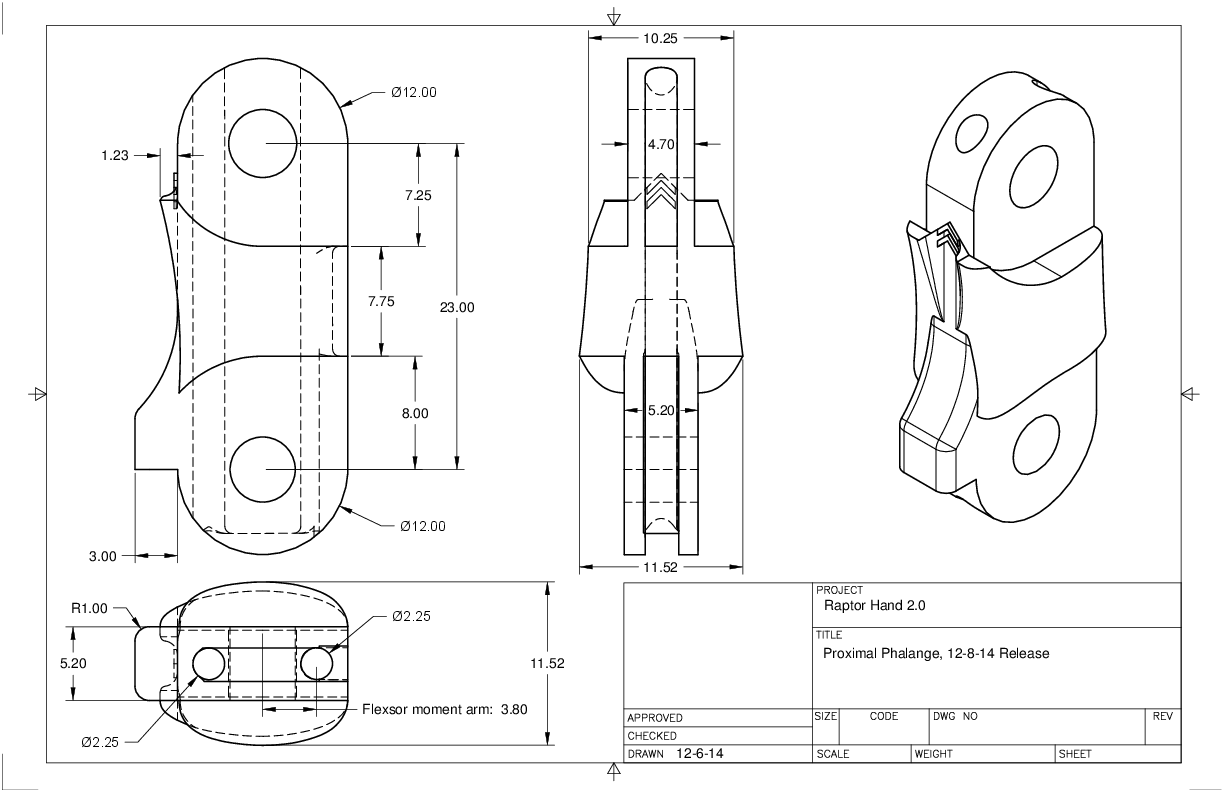 10.25
Ø12.00
4.70
1.23
7.25
7.75
23.00
8.00
5.20
Ø12.00
3.00
11.52
R1.00
Ø2.25
5.20
11.52
Flexsor moment arm: 3.80
Ø2.25
PROJECT
Raptor Hand 2.0
TITLE
Proximal Phalange, 12-8-14 Release
APPROVED
CHECKED
DRAWN 12-6-14
SIZE CODE DWG NO REV
SCALE WEIGHT SHEET